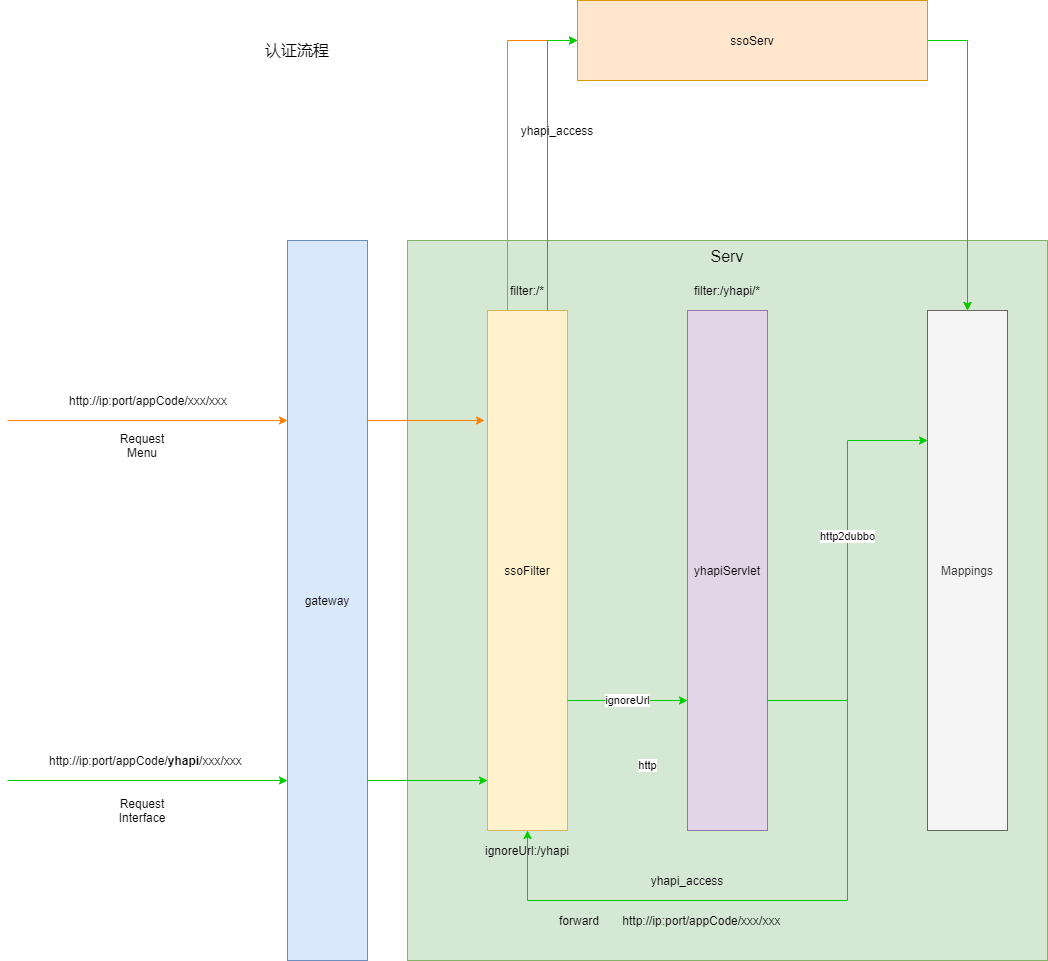 认证流程
ssoServ
yhapi_access
Serv
filter:/*
filter:/yhapi/*
http://ip:port/appCode/xxx/xxx
Request
Menu
http2dubbo
ssoFilter
yhapiServlet
Mappings
gateway
ignoreUrl
http://ip:port/appCode/yhapi/xxx/xxx
http
Request
Interface
ignoreUrl:/yhapi
yhapi_access
forward
http://ip:port/appCode/xxx/xxx